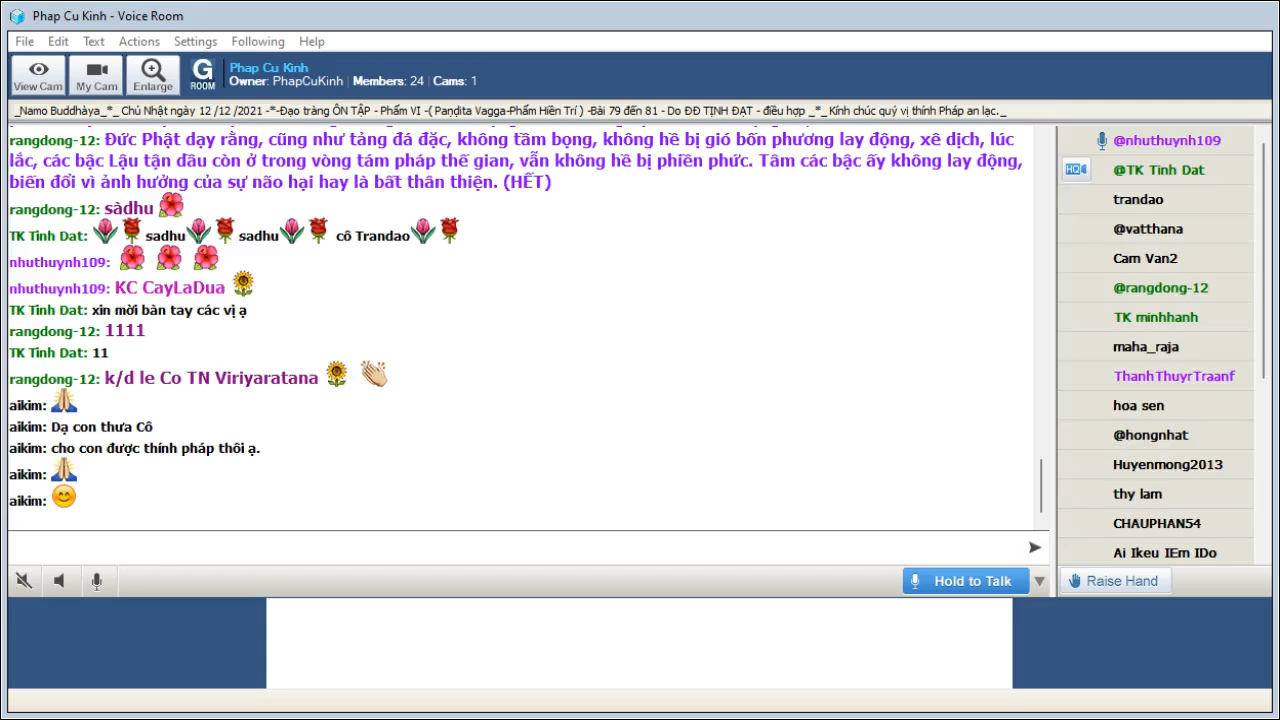 Phap Cu Kinh - Voice Room
File Edit Text Actions Settings Following Help
View Cam My Cam Enlarge G ROOM
Phap Cu Kinh
Owner: PhapCuKinh Members: 24 Cams: 1
_Namo Buddhàya_*_ Chủ Nhật ngày 12 /12 /2021 -*-Đạo tràng ÔN TẬP - Phẩm VI -( Paṇḍita Vagga-Phẩm Hiền Trí ) -Bài 79 đến 81 - Do ĐĐ TỊNH ĐẠT - điều hợp _*_ Kính chúc quý vị thính Pháp an lạc._
rangdong-12: Đức Phật dạy rằng, cũng như tảng đá đặc, không tầm bọng, không hề bị gió bốn phương lay động, xê dịch, lúc
lắc, các bậc Lậu tận dầu còn ở trong vòng tám pháp thế gian, vẫn không hề bị phiền phức. Tâm các bậc ấy không lay động,
biến đổi vì ảnh hưởng của sự não hại hay là bất thân thiện. (HẾT)
rangdong-12: sàdhu
TK Tinh Dat: sadhu sadhu cô Trandao
nhuthuynh109:
nhuthuynh109: KC CayLaDua
TK Tinh Dat: xin mời bàn tay các vị ạ
rangdong-12: 1111
TK Tinh Dat: 11
rangdong-12: k/d le Co TN Viriyaratana
aikim:
aikim: Dạ con thưa Cô
aikim: cho con được thính pháp thôi ạ.
aikim:
aikim:
Hold to Talk
@nhuthuynh109
HQ
@TK Tinh Dat
trandao
@vatthana
Cam Van2
@rangdong-12
TK minhhanh
maha_raja
ThanhThuyrTraanf
hoa sen
@hongnhat
Huyenmong2013
thy lam
CHAUPHAN54
Ai Ikeu IEm IDo
Raise Hand